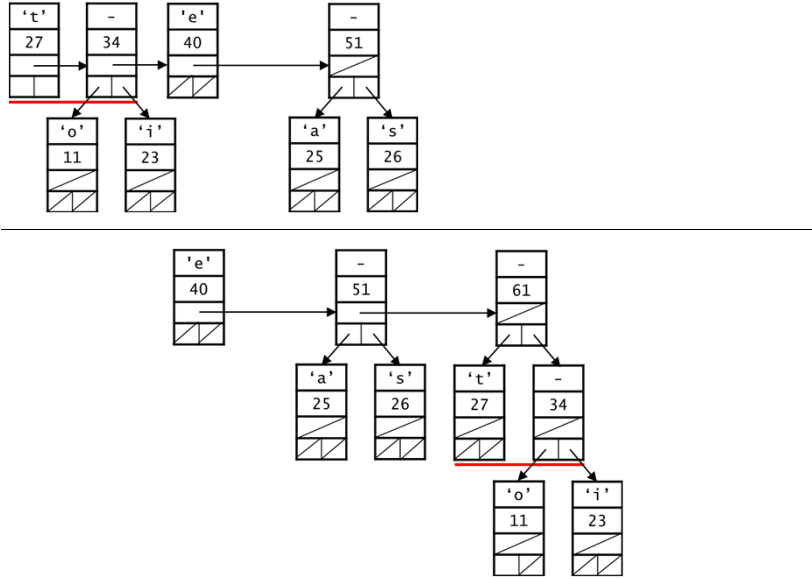 ‘t’ - 'e' -
27 34 40 51
‘o’ ‘i’ ‘a’ ‘s’
11 23 25 26
'e' - -
40 51 61
‘a’ ‘s’ ‘t’ -
25 26 27 34
‘o’ ‘i’
11 23